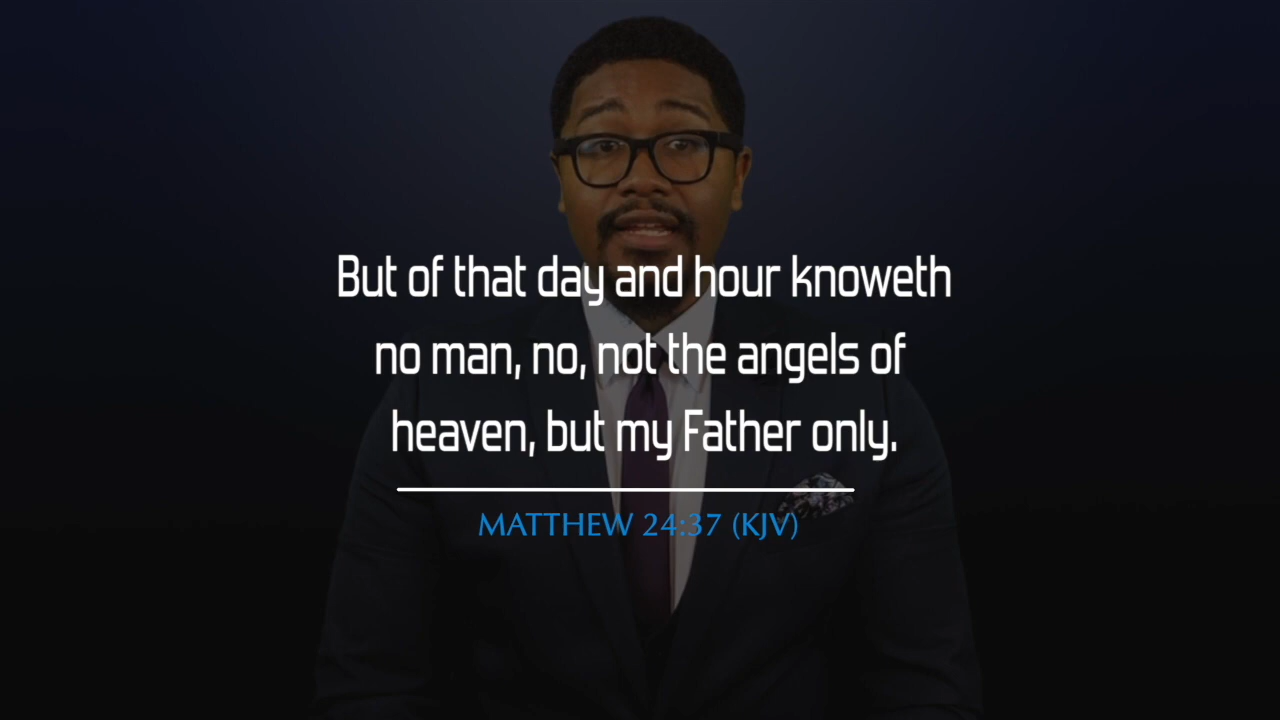 But of that day and hour knoweth
no man, no, not the angels of
heaven, but my Father only.
MATTHEW 24:37 (KJV)